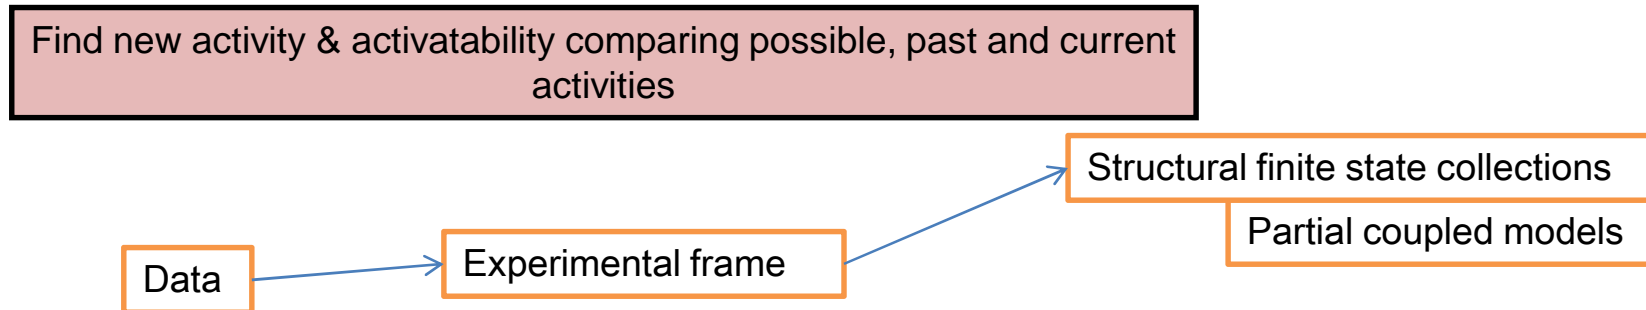 Find new activity & activatability comparing possible, past and current
activities
Structural finite state collections
Partial coupled models
Experimental frame
Data